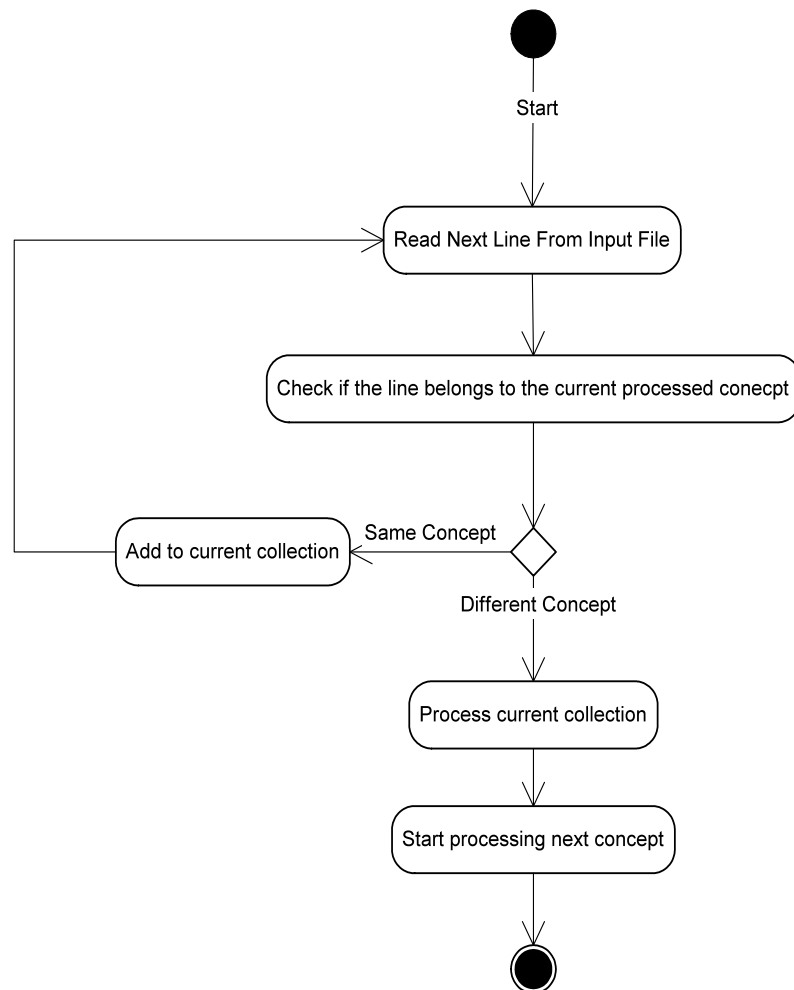 Start
Read Next Line From Input File
Check if the line belongs to the current processed conecpt
Same Concept
Add to current collection
Different Concept
Process current collection
Start processing next concept